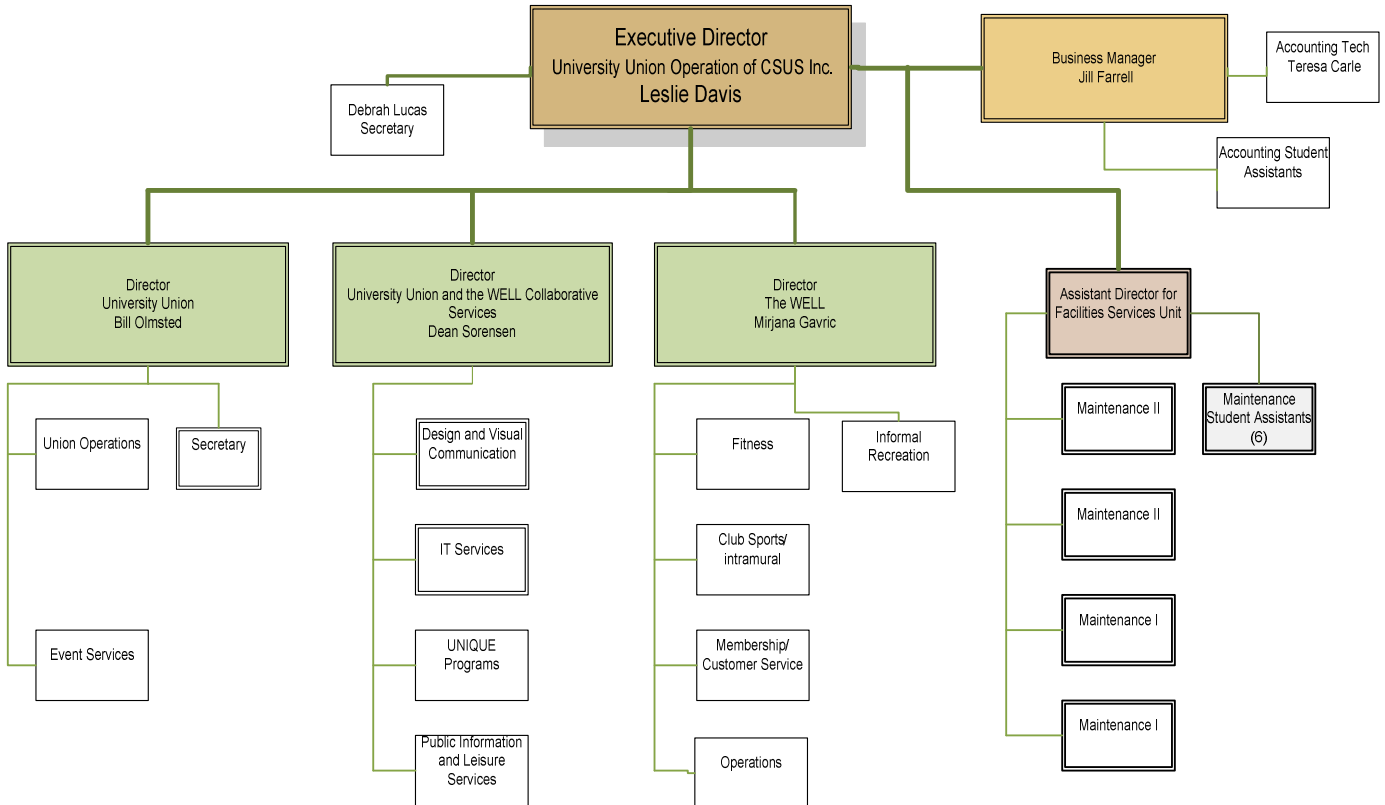 Executive Director
University Union Operation of CSUS Inc.
Leslie Davis
Business Manager
Jill Farrell
Accounting Tech
Teresa Carle
Debrah Lucas
Secretary
Accounting Student
Assistants
Director
University Union
Bill Olmsted
Director
University Union and the WELL Collaborative
Services
Dean Sorensen
Director
The WELL
Mirjana Gavric
Assistant Director for
Facilities Services Unit
Union Operations
Secretary
Event Services
Design and Visual
Communication
IT Services
UNIQUE
Programs
Public Information
and Leisure
Services
Fitness
Informal
Recreation
Club Sports/
intramural
Membership/
Customer Service
Operations
Maintenance II
Maintenance
Student Assistants
(6)
Maintenance II
Maintenance I
Maintenance I